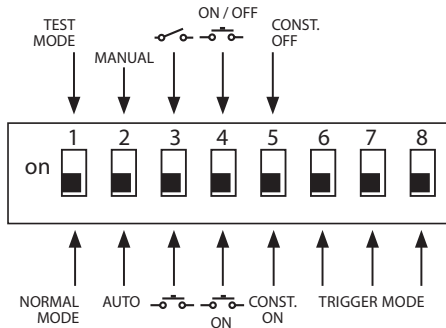 TEST MODE
MANUAL
ON / OFF
CONST. OFF
1 2 3 4 5 6 7 8
on
NORMAL MODE
AUTO
ON
CONST. ON
TRIGGER MODE